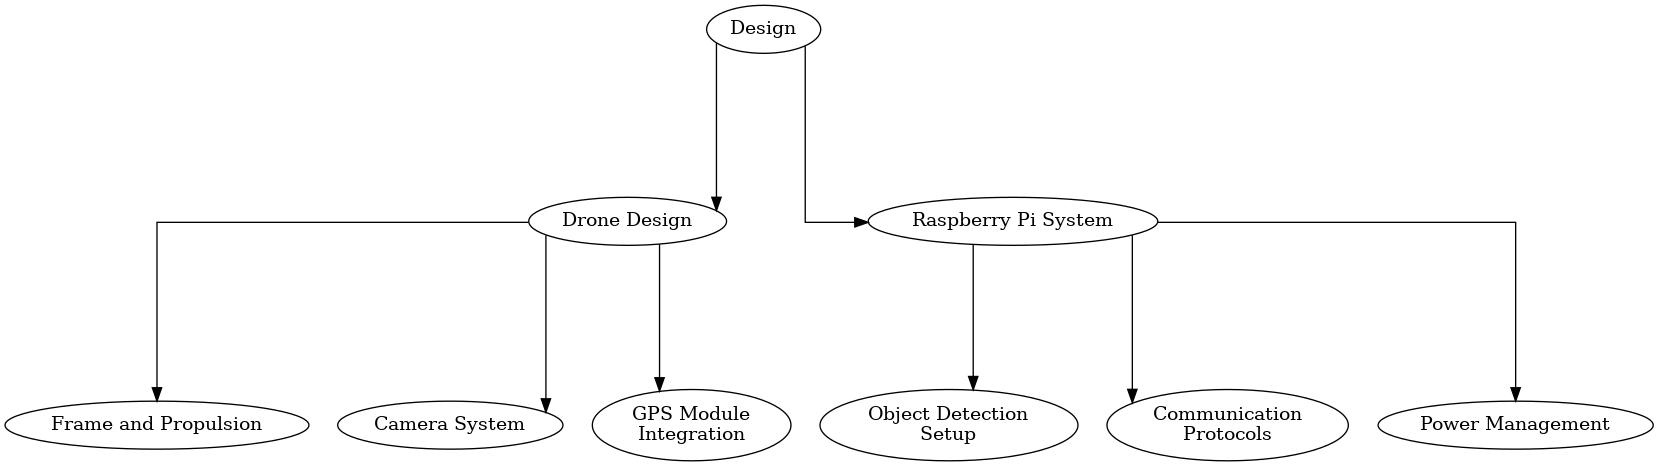 Design
Drone Design
Raspberry Pi System
Frame and Propulsion
Camera System
GPS Module
Integration
Object Detection
Setup
Communication
Protocols
Power Management